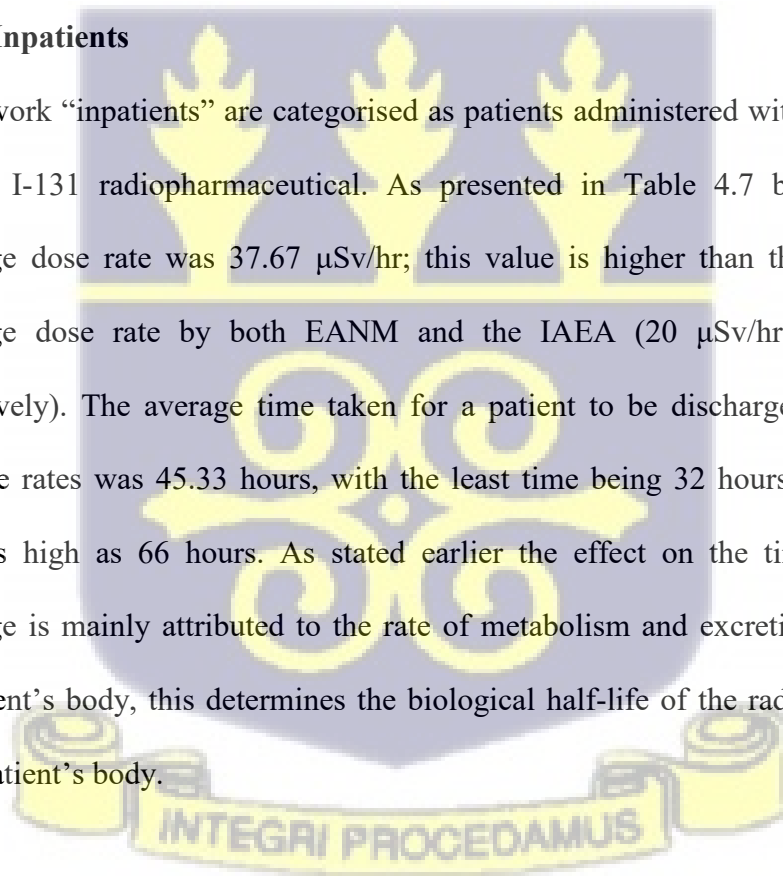 Inpatients
work “inpatients” are categorised as patients administered wit
I-131 radiopharmaceutical. As presented in Table 4.7 b
ge dose rate was 37.67 μSv/hr; this value is higher than th
ge dose rate by both EANM and the IAEA (20 μSv/hr
vely). The average time taken for a patient to be discharge
e rates was 45.33 hours, with the least time being 32 hours
s high as 66 hours. As stated earlier the effect on the ti
ge is mainly attributed to the rate of metabolism and excreti
ent’s body, this determines the biological half-life of the rad
atient’s body.
INTEGRI PROCEDAMUS